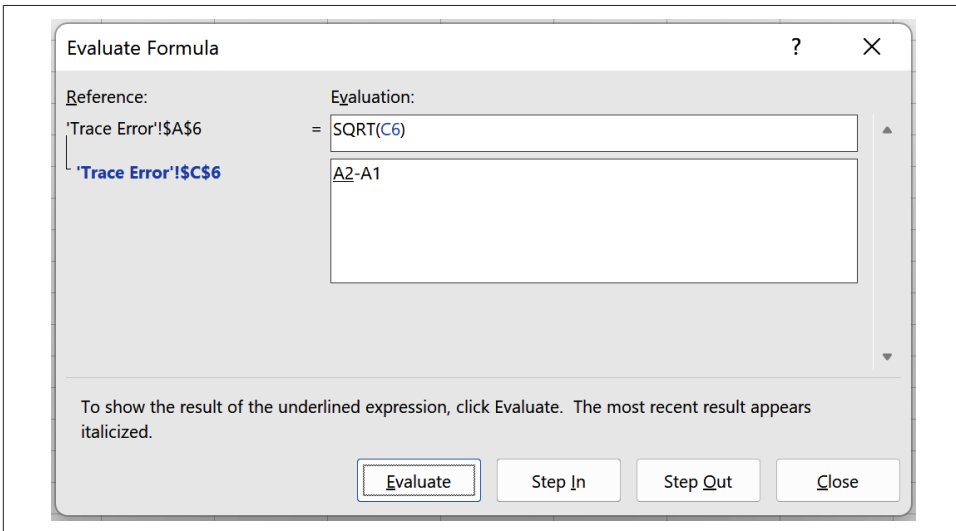 Evaluate Formula ? ×
Reference: Evaluation:
'Trace Error'!$A$6 = SQRT(C6)
'Trace Error'!$C$6 A2-A1
To show the result of the underlined expression, click Evaluate. The most recent result appears
italicized.
Evaluate Step In Step Out Close